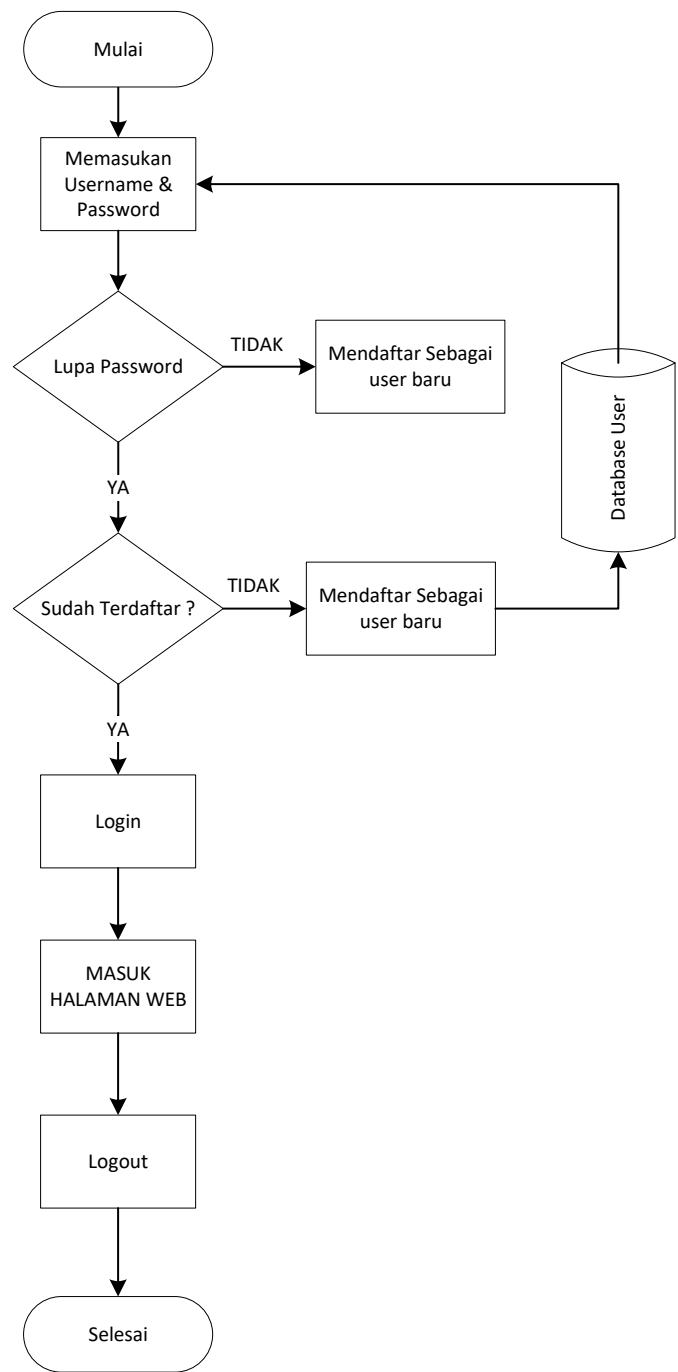 Mulai
Memasukan
Username &
Password
Lupa Password
TIDAK
Mendaftar Sebagai
user baru
Database User
YA
Sudah Terdaftar ?
TIDAK
Mendaftar Sebagai
user baru
YA
Login
MASUK
HALAMAN WEB
Logout
Selesai